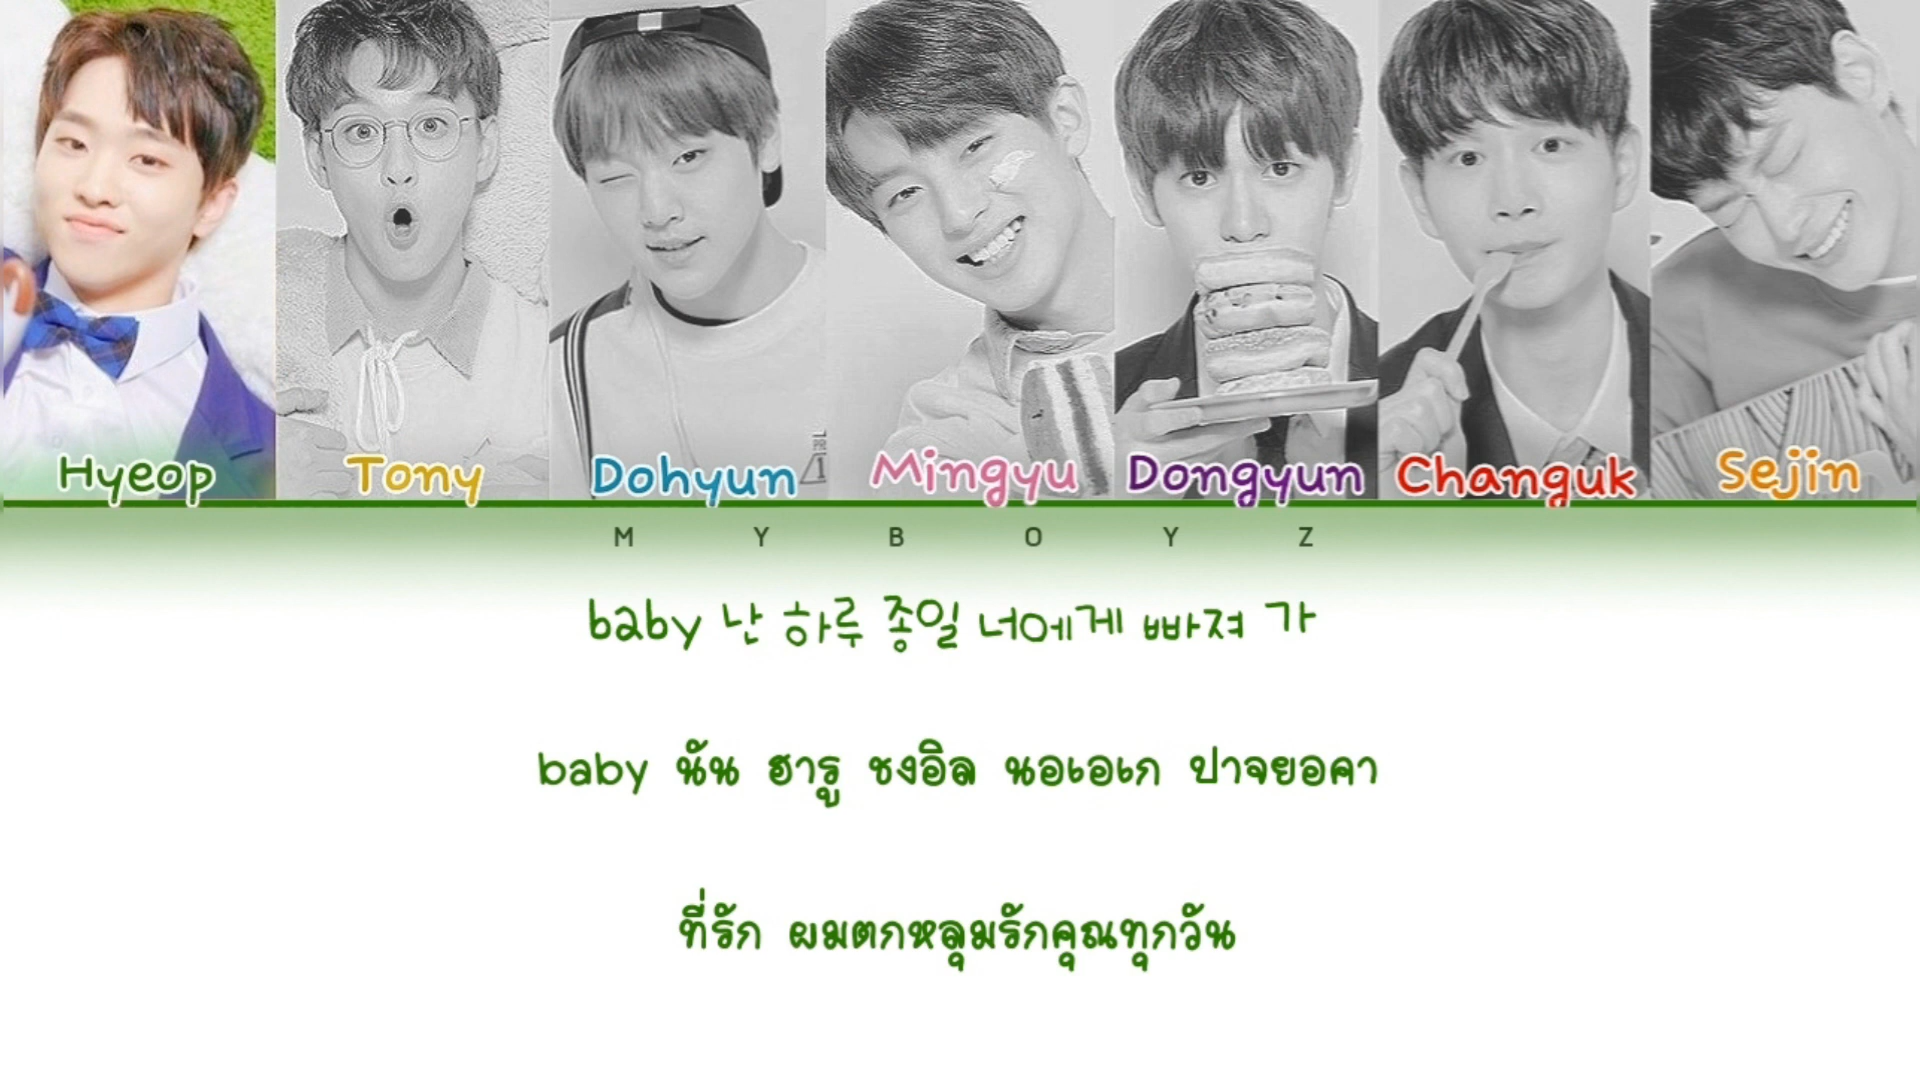 Hyeop Tony Dohyun Mingyu Dongyun Changuk Sejin
M Y B O Y Z
baby 난 하루 종일 너에게 빠져 가
baby นัน ฮารู ชงอิล นอเอเก ปาจยอคา
ที่รัก ผมตกหลุมรักคุณทุกวัน